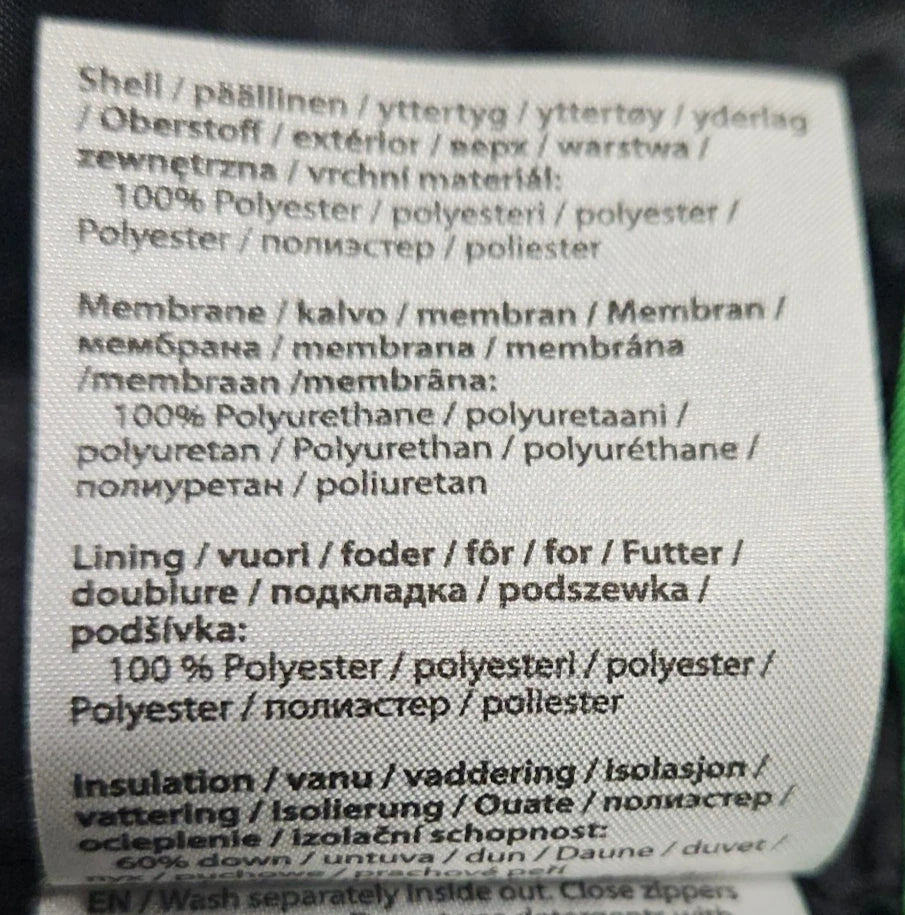 Shell / päällinen / yttertyg / yttertøy / yderlag
/ Oberstoff / extérior / верх / warstwa /
zewnętrzna / vrchní materiál:
100% Polyester / polyesteri / polyester /
Polyester / полиэстер / poliester
Membrane / kalvo / membran / Membran /
мембрана / membrana / membrána
/membraan /membrāna:
100% Polyurethane / polyuretaani /
polyuretan / Polyurethan / polyuréthane /
полиуретан / poliuretan
Lining / vuori / foder / fôr / for / Futter /
doublure / подкладка / podszewka /
podšívka:
100 % Polyester / polyesteri / polyester /
Polyester / полиэстер / poliester
Insulation / vanu / vaddering / isolasjon /
vattering / Isolierung / Ouate / полиэстер /
ocieplenie / izolační schopnost:
60% down / untuva / dun / Daune / duvet /
пух / puchowe / prachové peří
EN / Wash separately inside out. Close zippers